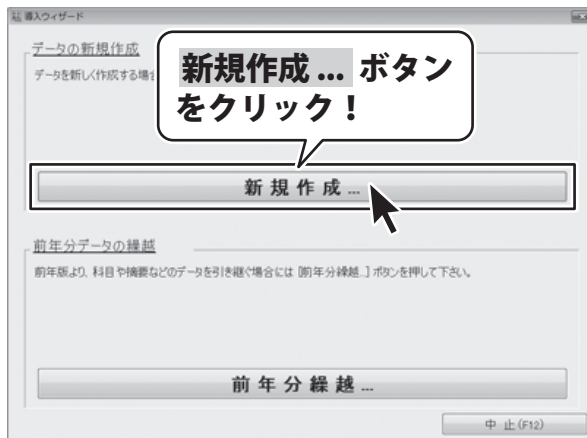 導入ウィザード
データの新規作成
データを新しく作成する場合
新規作成... ボタン
をクリック!
新 規 作 成 ...
前年分データの繰越
前年版より、科目や摘要などのデータを引き継ぐ場合には [前年分繰越...] ボタンを押して下さい。
前 年 分 繰 越 ...
中 止 (F12)